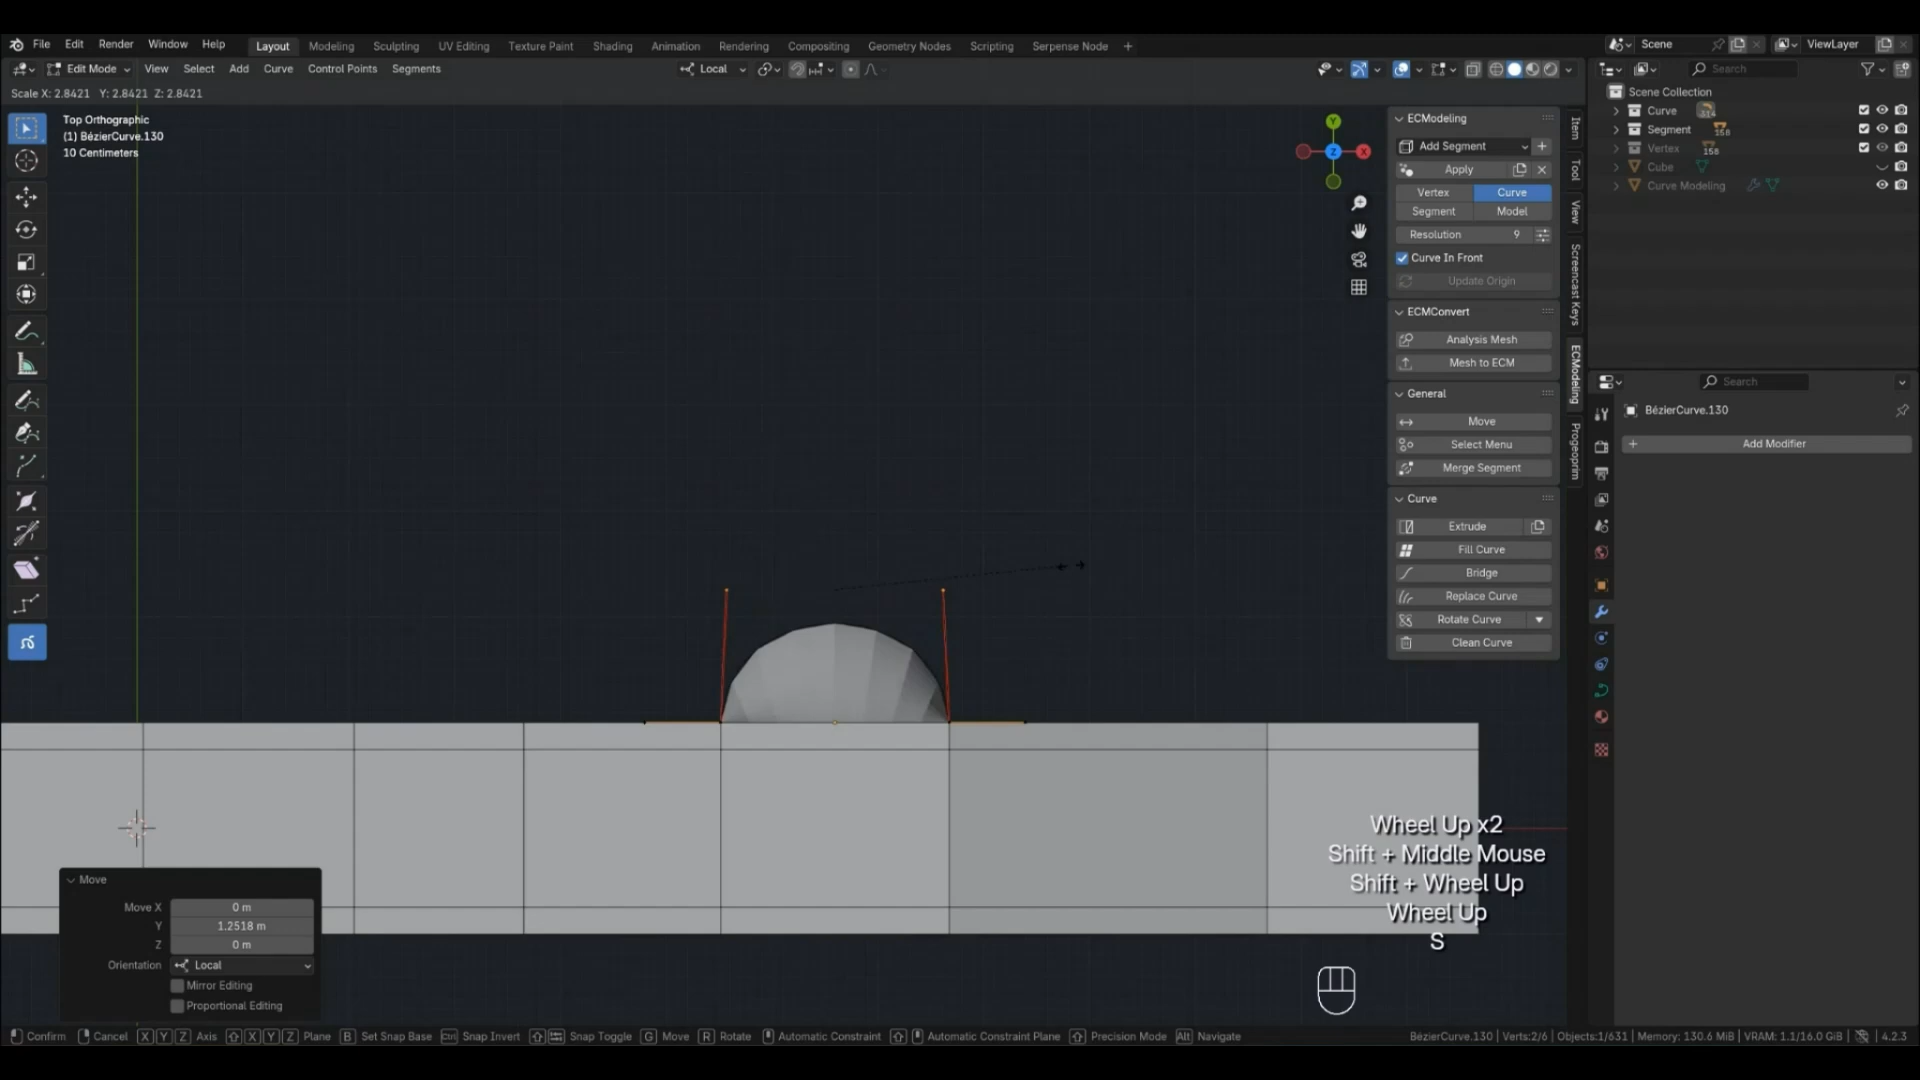 File Edit Render Window Help Layout Modeling Sculpting UV Editing Texture Paint Shading Animation Rendering Compositing Geometry Nodes Scripting Serpense Node + Scene ViewLayer
Edit Mode View Select Add Curve Control Points Segments Local Search
Scale X: 2.8421 Y: 2.8421 Z: 2.8421
Top Orthographic
(1) BézierCurve.130
10 Centimeters
Y
Z
X
ECModeling
Add Segment +
Apply
Vertex Curve
Segment Model
Resolution 9
Curve In Front
Update Origin
ECMConvert
Analysis Mesh
Mesh to ECM
General
Move
Select Menu
Merge Segment
Curve
Extrude
Fill Curve
Bridge
Replace Curve
Rotate Curve
Clean Curve
Item
Tool
View
Screencast Keys
ECModeling
Progeoprim
Scene Collection
Curve 314
Segment 158
Vertex 158
Cube
Curve Modeling
Search
BézierCurve.130
+ Add Modifier
Wheel Up x2
Shift + Middle Mouse
Shift + Wheel Up
Wheel Up
S
Move
Move X 0 m
Y 1.2518 m
Z 0 m
Orientation Local
Mirror Editing
Proportional Editing
Confirm Cancel X Y Z Axis X Y Z Plane B Set Snap Base Ctrl Snap Invert Snap Toggle G Move R Rotate Automatic Constraint Automatic Constraint Plane Precision Mode Alt Navigate BézierCurve.130 | Verts:2/6 | Objects:1/631 | Memory: 130.6 MiB | VRAM: 1.1/16.0 GiB | 4.2.3